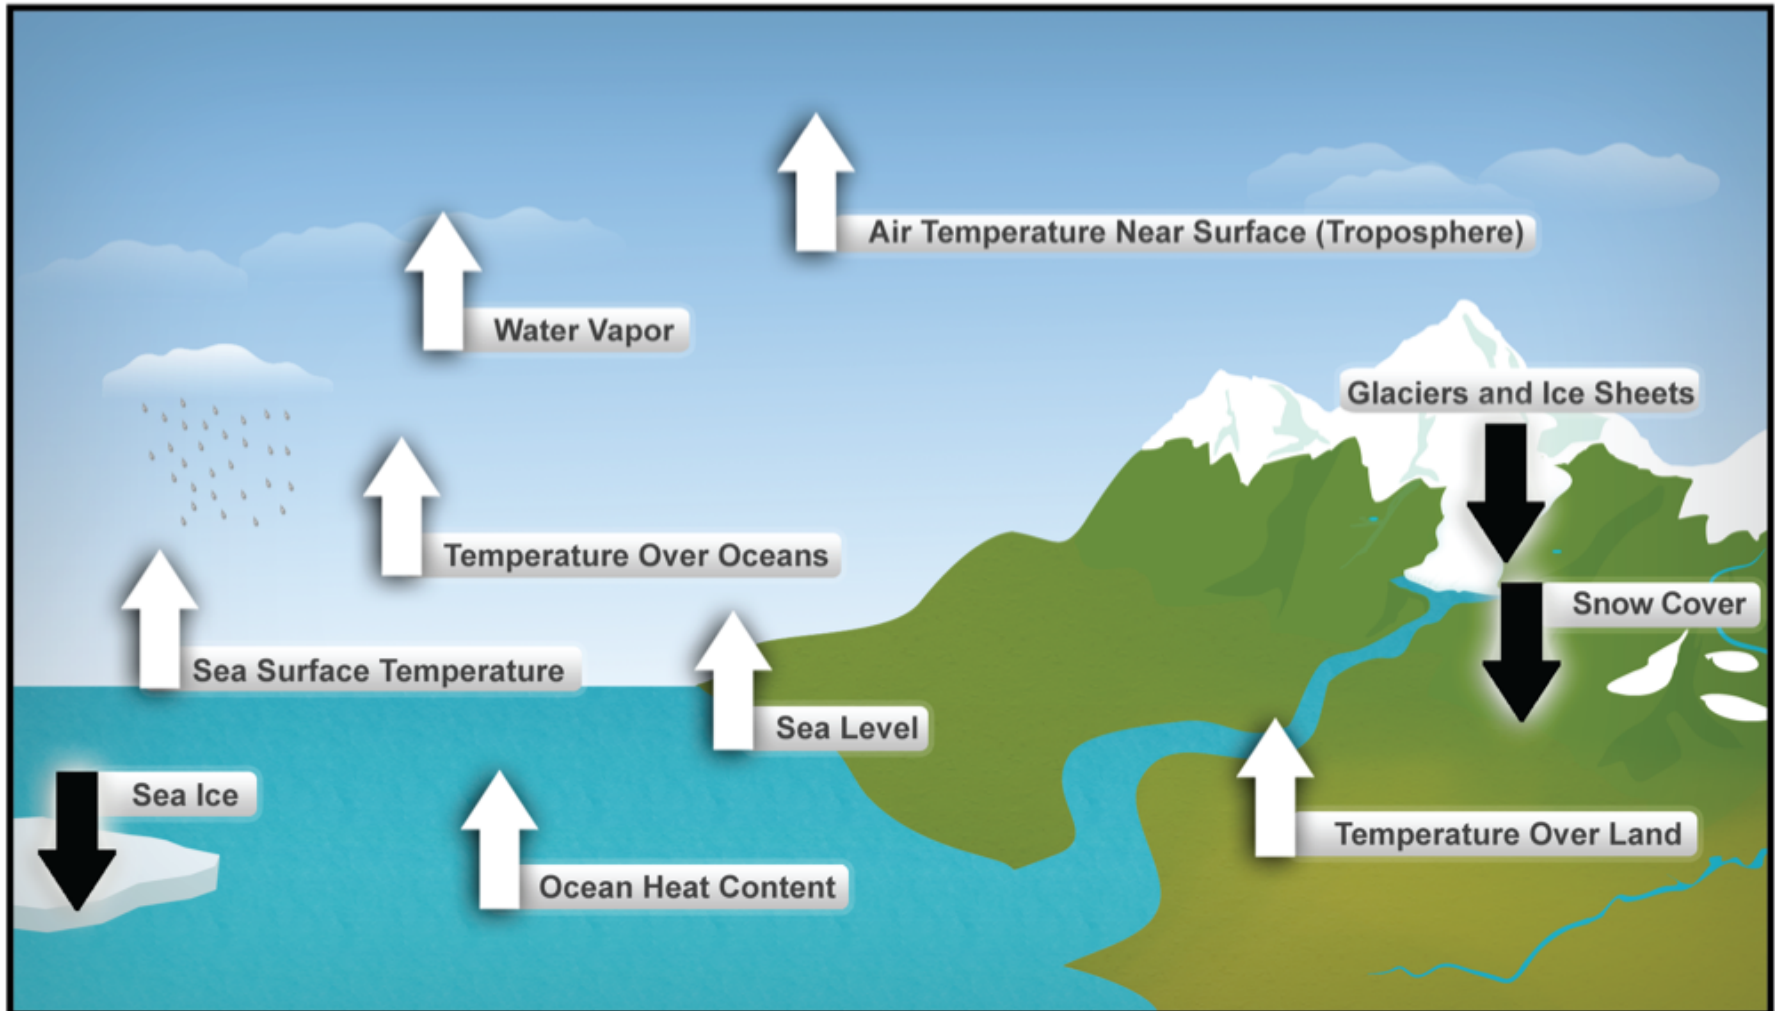 Air Temperature Near Surface (Troposphere)
Water Vapor
Glaciers and Ice Sheets
Temperature Over Oceans
Snow Cover
Sea Surface Temperature
Sea Level
Sea Ice
Temperature Over Land
Ocean Heat Content